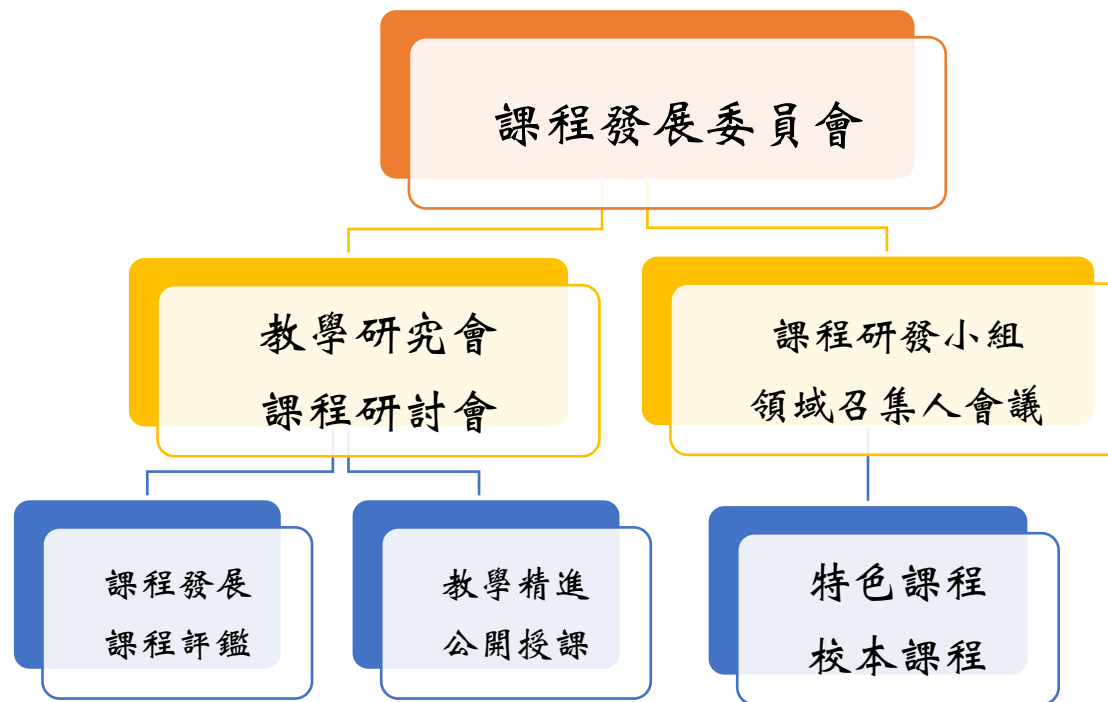 課程發展委員會
教學研究會
課程研討會
課程研發小組
領域召集人會議
課程發展
課程評鑑
教學精進
公開授課
特色課程
校本課程